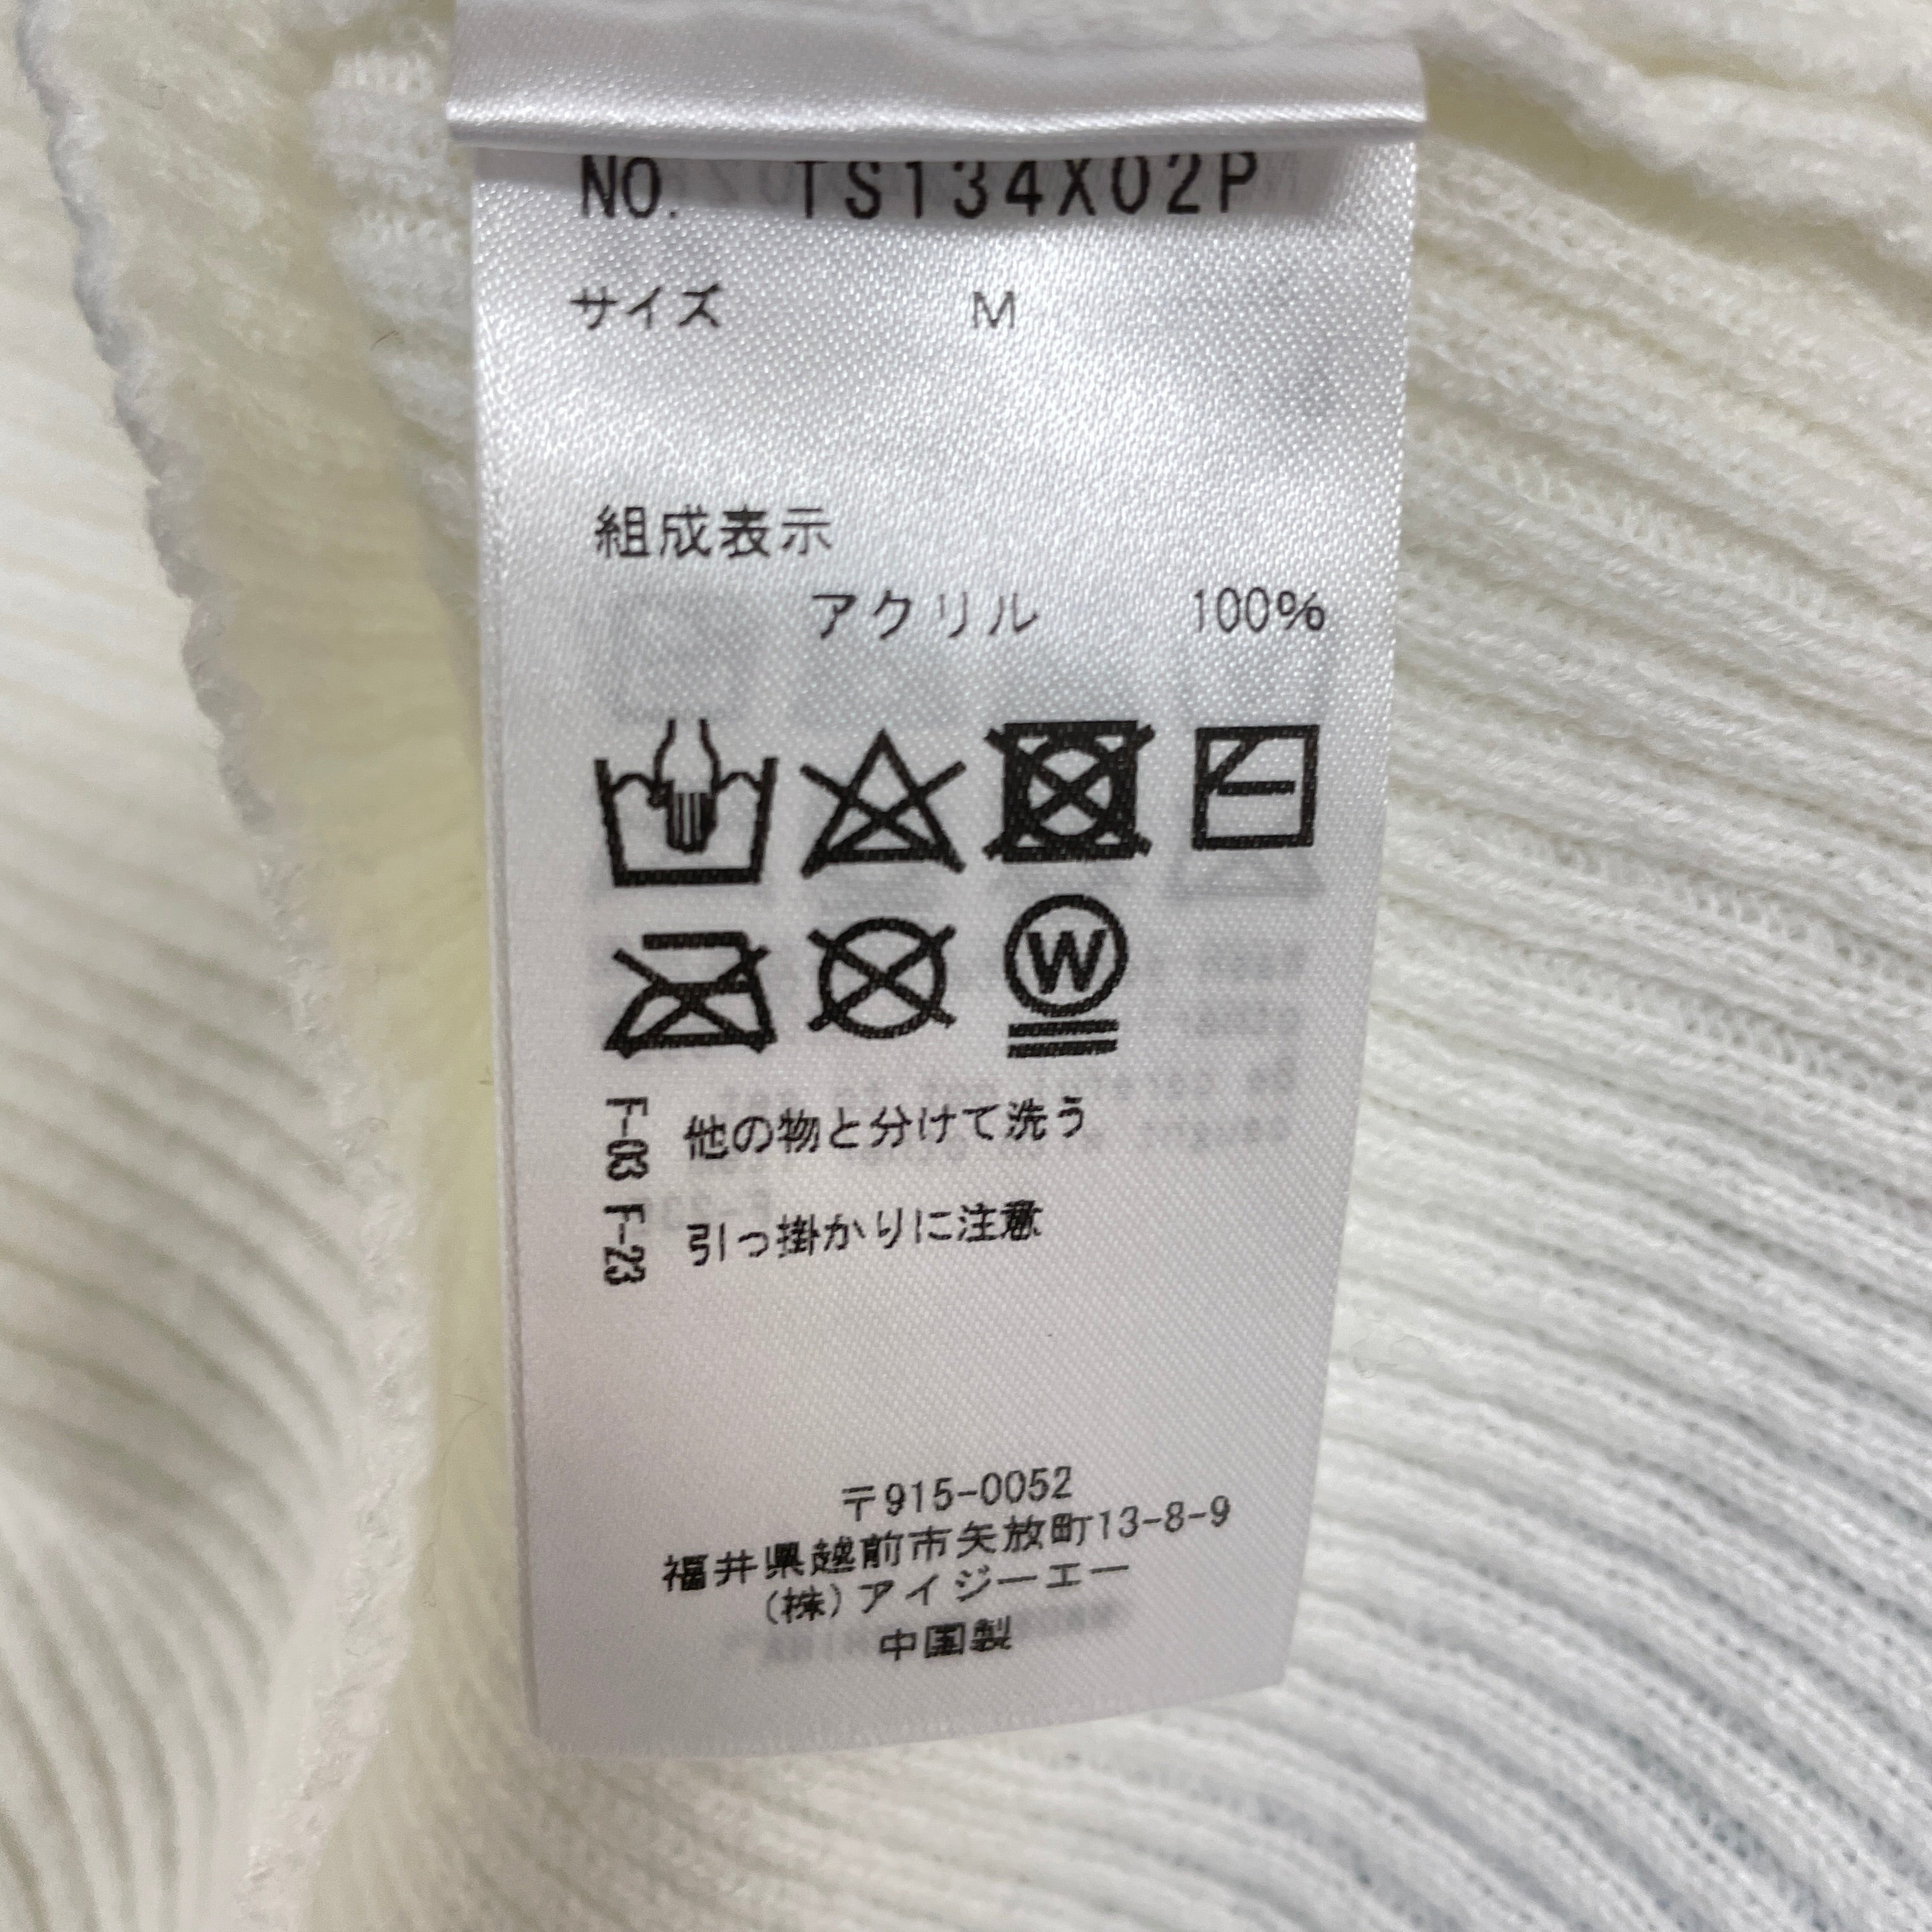 NO. TS134X02P
サイズ M
組成表示
アクリル 100%
W
F-03 他の物と分けて洗う
F-23 引っ掛かりに注意
〒915-0052
福井県越前市矢放町13-8-9
(株)アイジーエー
中国製